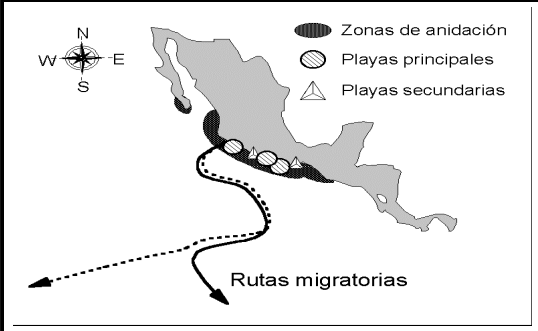 N
W E
S
Zonas de anidación
Playas principales
Playas secundarias
Rutas migratorias